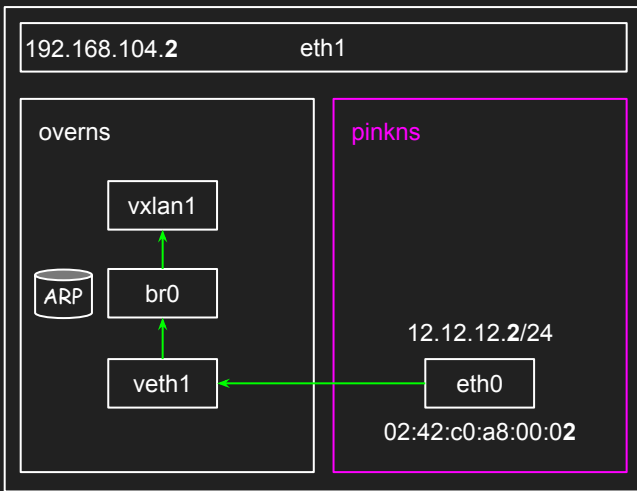 192.168.104.2 eth1
overns
pinkns
vxlan1
ARP
br0
12.12.12.2/24
veth1
eth0
02:42:c0:a8:00:02